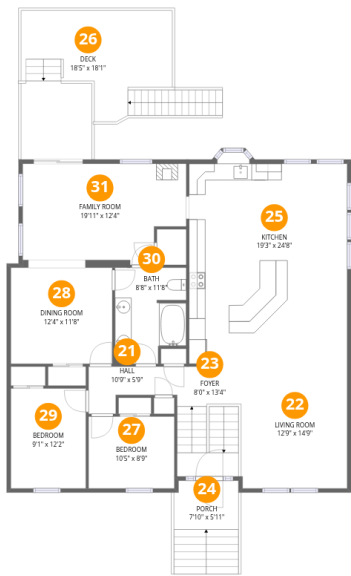 26
DECK
18'5" x 18'1"
31
FAMILY ROOM
19'11" x 12'4"
25
KITCHEN
19'3" x 24'8"
30
BATH
8'8" x 11'8"
28
DINING ROOM
12'4" x 11'8"
21
HALL
10'9" x 5'9"
23
FOYER
8'0" x 13'4"
22
LIVING ROOM
12'9" x 14'9"
29
BEDROOM
9'1" x 12'2"
27
BEDROOM
10'5" x 8'9"
24
PORCH
7'10" x 5'11"